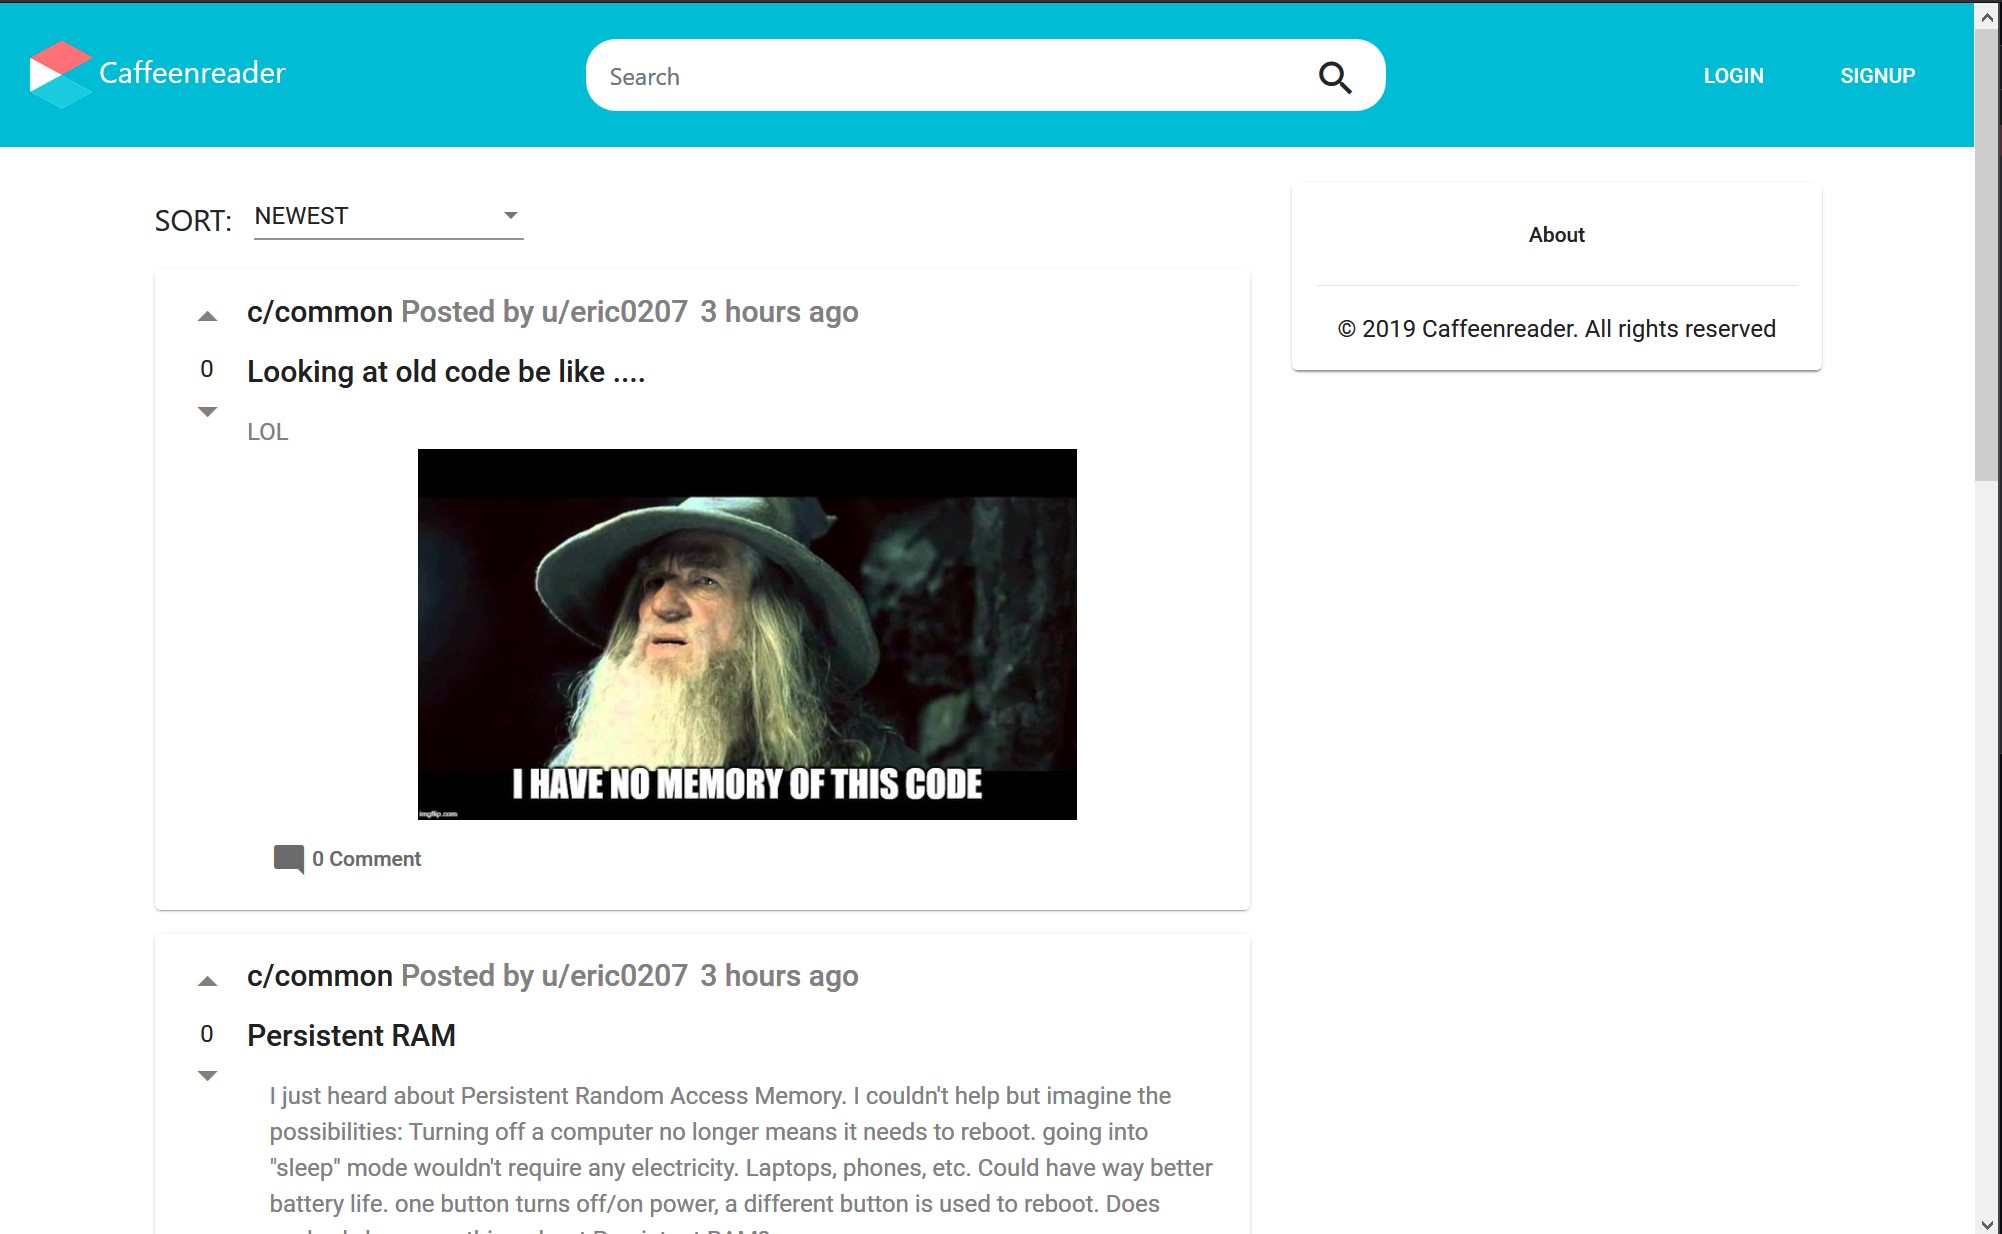 Caffeenreader
Search
LOGIN
SIGNUP
SORT:
NEWEST
About
© 2019 Caffeenreader. All rights reserved
c/common Posted by u/eric0207 3 hours ago
0
Looking at old code be like ....
LOL
I HAVE NO MEMORY OF THIS CODE
imgflip.com
0 Comment
c/common Posted by u/eric0207 3 hours ago
0
Persistent RAM
I just heard about Persistent Random Access Memory. I couldn't help but imagine the
possibilities: Turning off a computer no longer means it needs to reboot. going into
"sleep" mode wouldn't require any electricity. Laptops, phones, etc. Could have way better
battery life. one button turns off/on power, a different button is used to reboot. Does